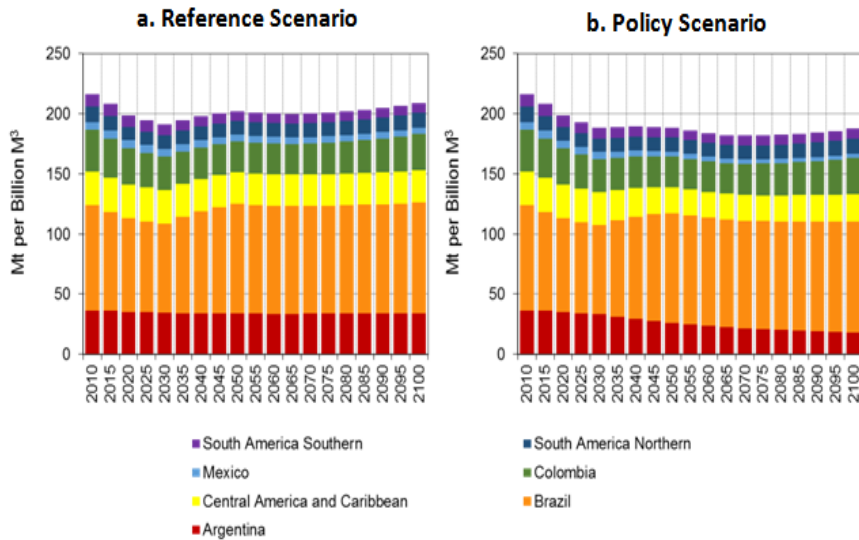 a. Reference Scenario
250
200
150
100
50
0
Mt per Billion M³
2010 2015 2020 2025 2030 2035 2040 2045 2050 2055 2060 2065 2070 2075 2080 2085 2090 2095 2100
b. Policy Scenario
250
200
150
100
50
0
Mt per Billion M³
2010 2015 2020 2025 2030 2035 2040 2045 2050 2055 2060 2065 2070 2075 2080 2085 2090 2095 2100
South America Southern
South America Northern
Mexico
Colombia
Central America and Caribbean
Brazil
Argentina